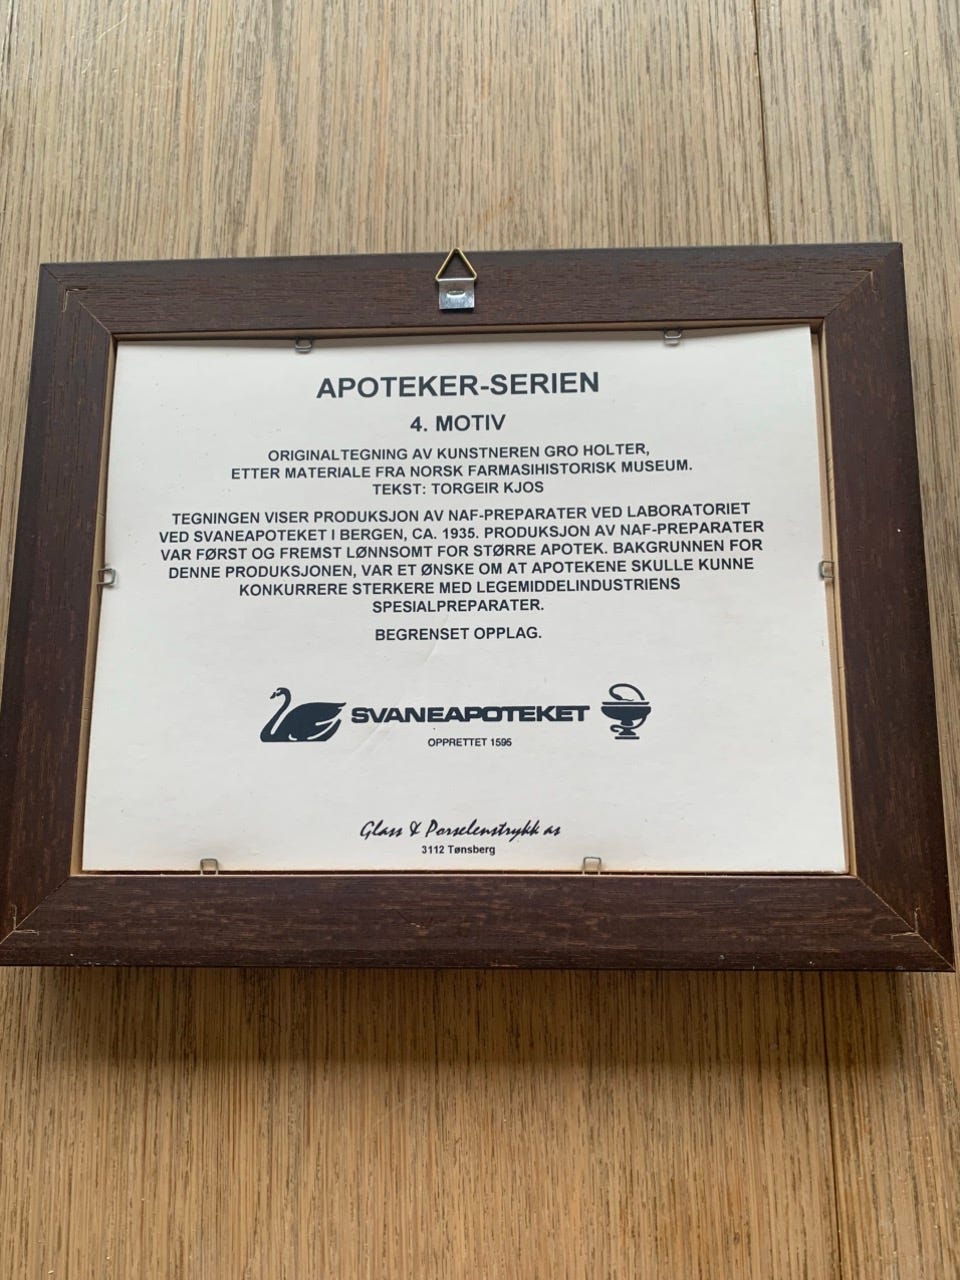 APOTEKER-SERIEN
4. MOTIV
ORIGINALTEGNING AV KUNSTNEREN GRO HOLTER,
ETTER MATERIALE FRA NORSK FARMASIHISTORISK MUSEUM.
TEKST: TORGEIR KJOS
TEGNINGEN VISER PRODUKSJON AV NAF-PREPARATER VED LABORATORIET
VED SVANEAPOTEKET I BERGEN, CA. 1935. PRODUKSJON AV NAF-PREPARATER
VAR FØRST OG FREMST LØNNSOMT FOR STØRRE APOTEK. BAKGRUNNEN FOR
DENNE PRODUKSJONEN, VAR ET ØNSKE OM AT APOTEKENE SKULLE KUNNE
KONKURRERE STERKERE MED LEGEMIDDELINDUSTRIENS
SPESIALPREPARATER.
BEGRENSET OPPLAG.
SVANEAPOTEKET
OPPRETTET 1595
Glass & Porselenstrykk as
3112 Tønsberg